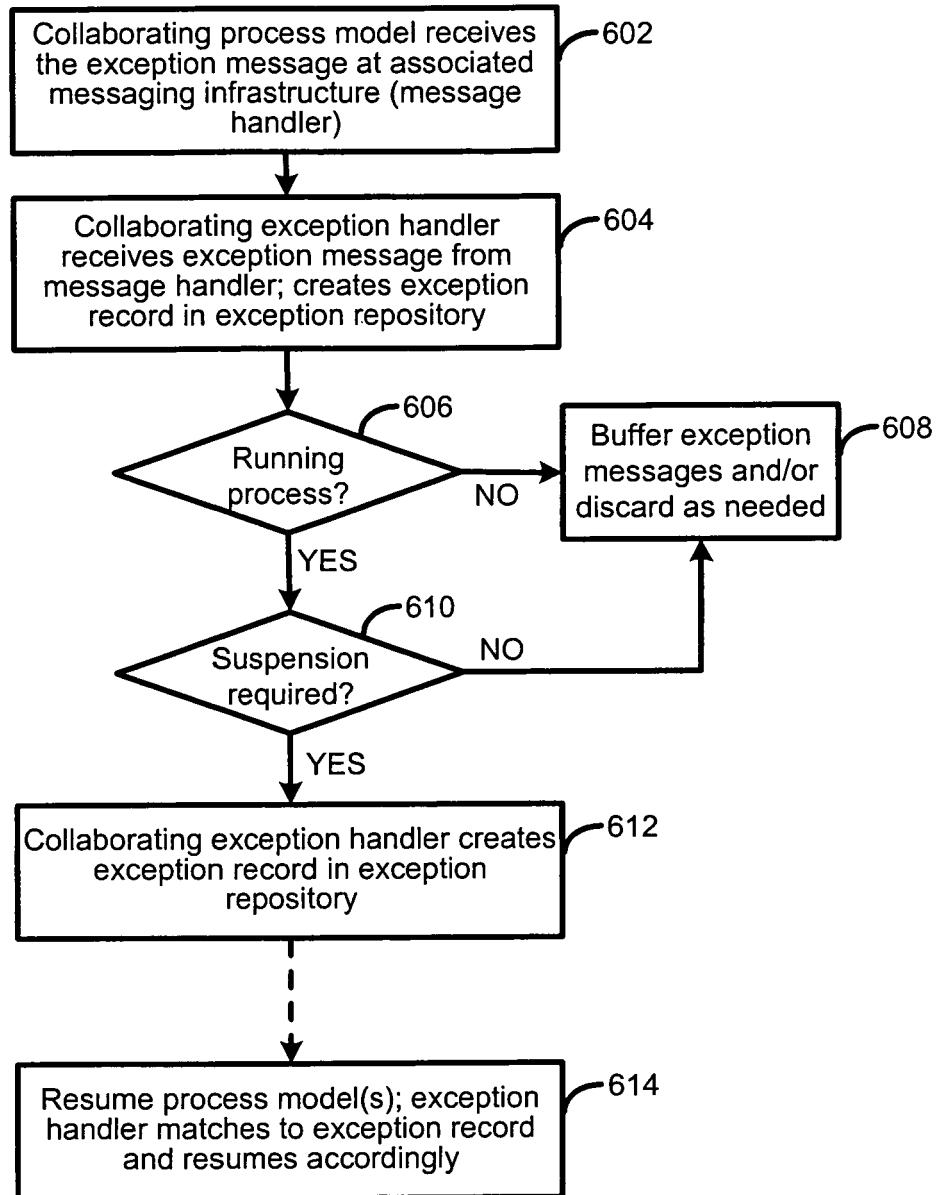 Collaborating process model receives
the exception message at associated
messaging infrastructure (message
handler)
602
Collaborating exception handler
receives exception message from
message handler; creates exception
record in exception repository
604
Running
process?
606
NO
YES
Buffer exception
messages and/or
discard as needed
608
Suspension
required?
610
NO
YES
Collaborating exception handler creates
exception record in exception
repository
612
Resume process model(s); exception
handler matches to exception record
and resumes accordingly
614